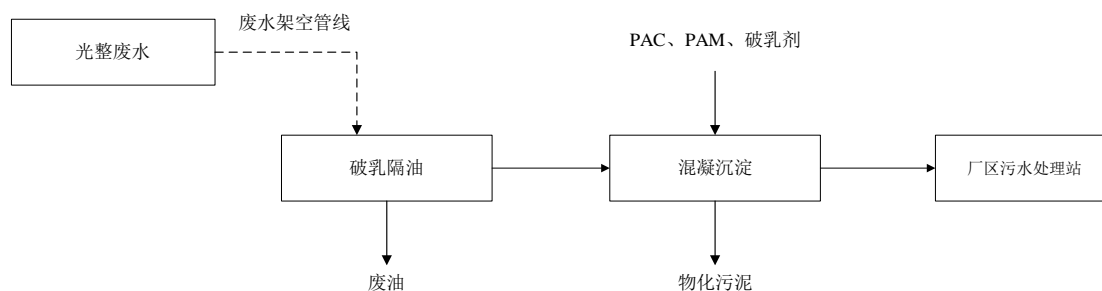 废水架空管线
光整废水
PAC、PAM、破乳剂
破乳隔油
混凝沉淀
厂区污水处理站
废油
物化污泥